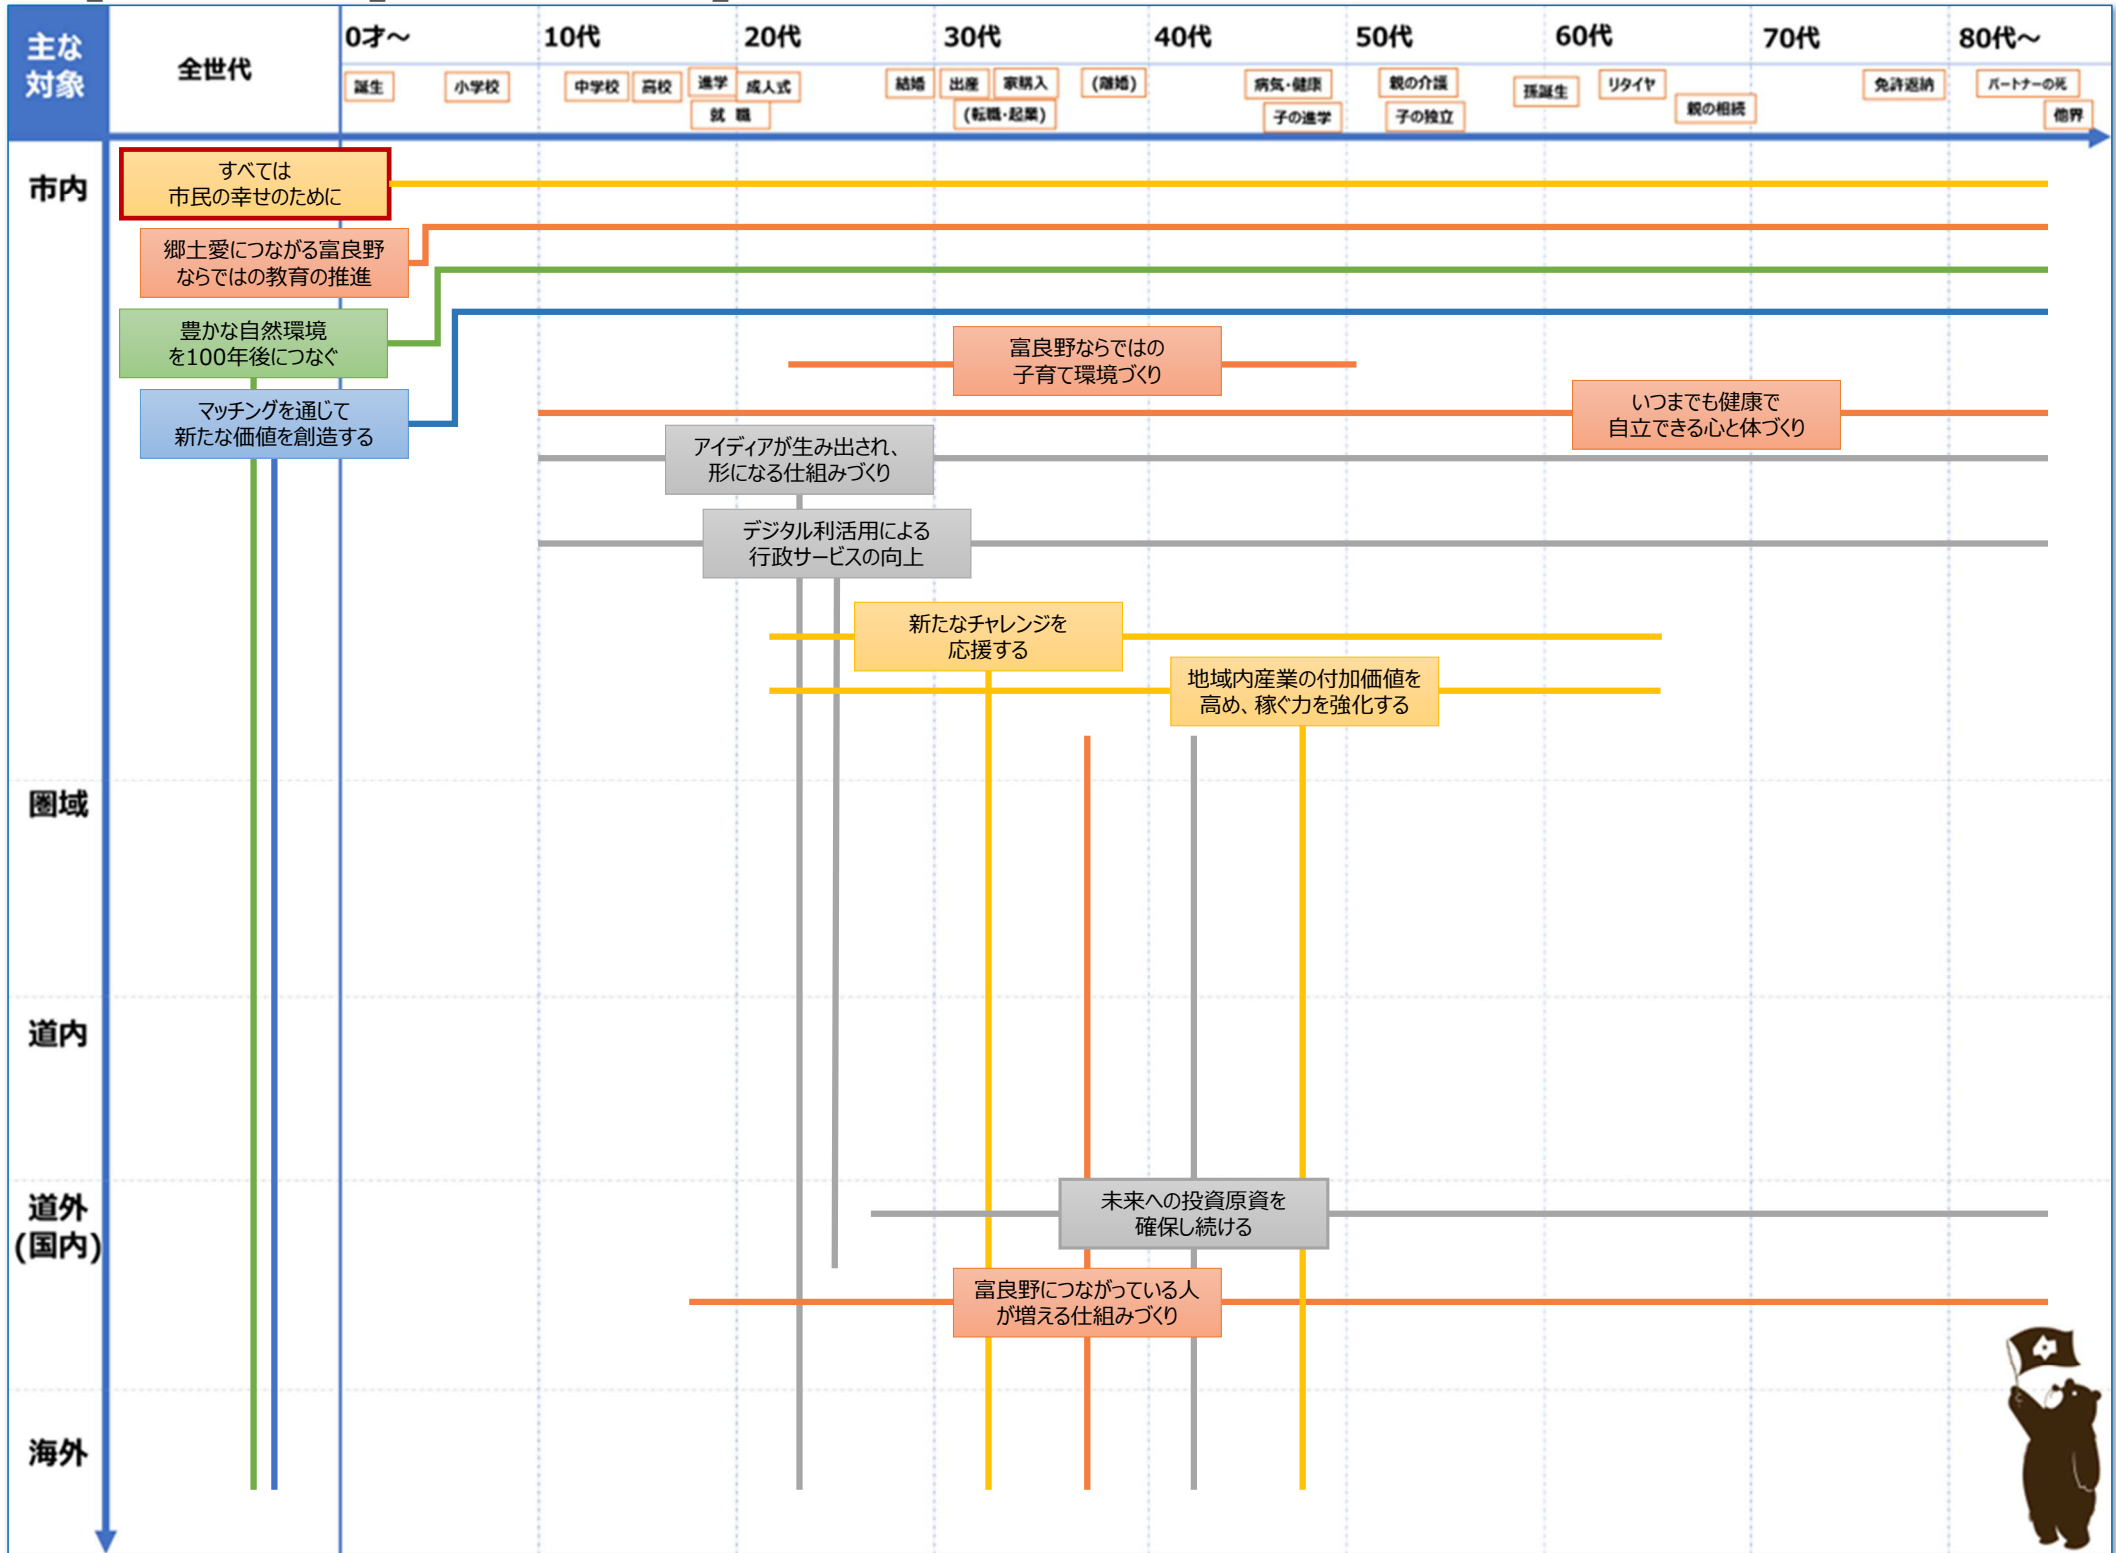 主な
対象
全世代
0才～
10代
20代
30代
40代
50代
60代
70代
80代～
誕生
小学校
中学校
高校
進学
成人式
就 職
結婚
出産
家購入
(離婚)
(転職・起業)
病気・健康
子の進学
親の介護
子の独立
孫誕生
リタイヤ
親の相続
免許返納
パートナーの死
他界
市内
すべては
市民の幸せのために
郷土愛につながる富良野
ならではの教育の推進
豊かな自然環境
を100年後につなぐ
富良野ならではの
子育て環境づくり
マッチングを通じて
新たな価値を創造する
いつまでも健康で
自立できる心と体づくり
アイディアが生み出され、
形になる仕組みづくり
デジタル利活用による
行政サービスの向上
新たなチャレンジを
応援する
地域内産業の付加価値を
高め、稼ぐ力を強化する
圏域
道内
道外
(国内)
未来への投資原資を
確保し続ける
富良野につながっている人
が増える仕組みづくり
海外